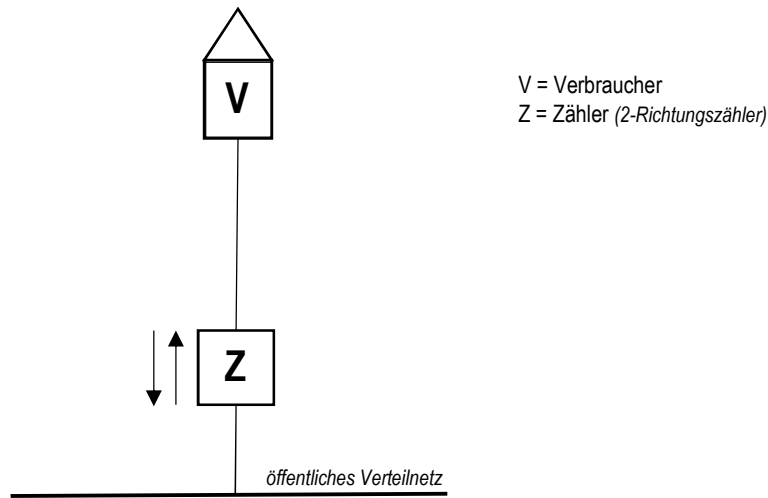 V
V = Verbraucher
Z = Zähler (2-Richtungszähler)
Z
öffentliches Verteilnetz